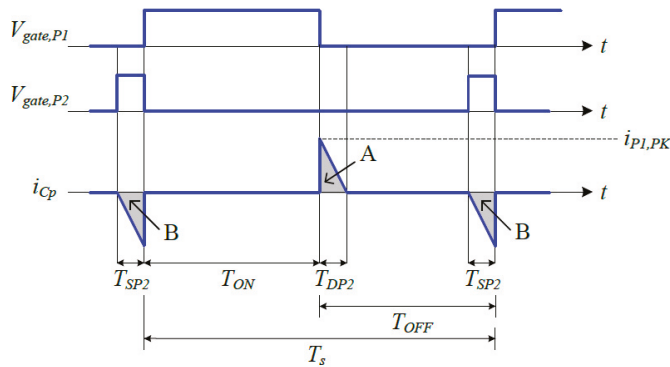 V_gate,P1
t
V_gate,P2
t
i_P1,PK
A
i_Cp
t
B
B
T_SP2
T_ON
T_DP2
T_SP2
T_OFF
T_s